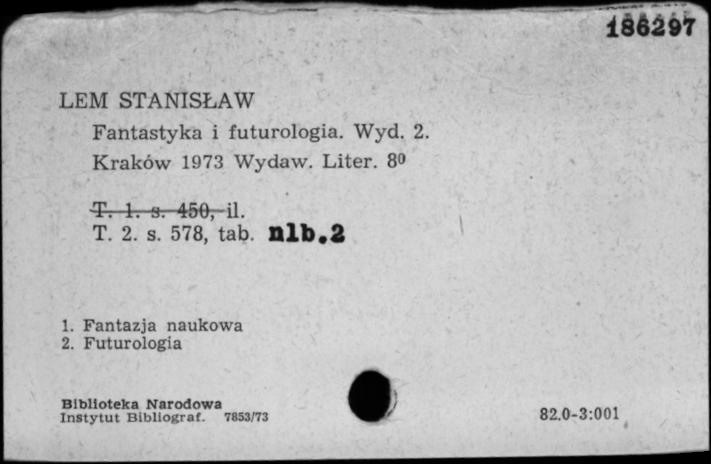 186297
LEM STANISŁAW
Fantastyka i futurologia. Wyd. 2.
Kraków 1973 Wydaw. Liter. 8⁰
T. 1. s. 450, il.
T. 2. s. 578, tab. nlb.2
1. Fantazja naukowa
2. Futurologia
Biblioteka Narodowa
Instytut Bibliograf. 7853/73
82.0-3:001